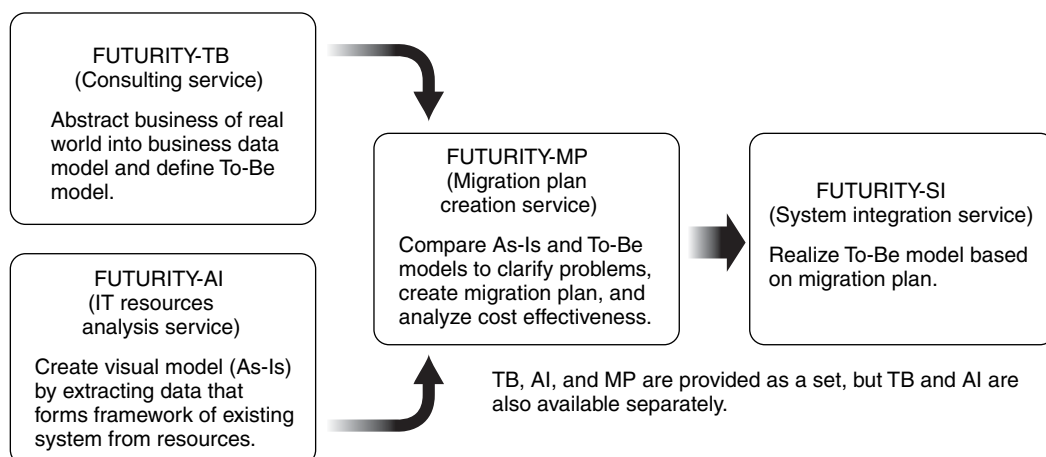 FUTURITY-TB
(Consulting service)
Abstract business of real
world into business data
model and define To-Be
model.
FUTURITY-AI
(IT resources
analysis service)
Create visual model (As-Is)
by extracting data that
forms framework of existing
system from resources.
FUTURITY-MP
(Migration plan
creation service)
Compare As-Is and To-Be
models to clarify problems,
create migration plan, and
analyze cost effectiveness.
FUTURITY-SI
(System integration service)
Realize To-Be model based
on migration plan.
TB, AI, and MP are provided as a set, but TB and AI are
also available separately.